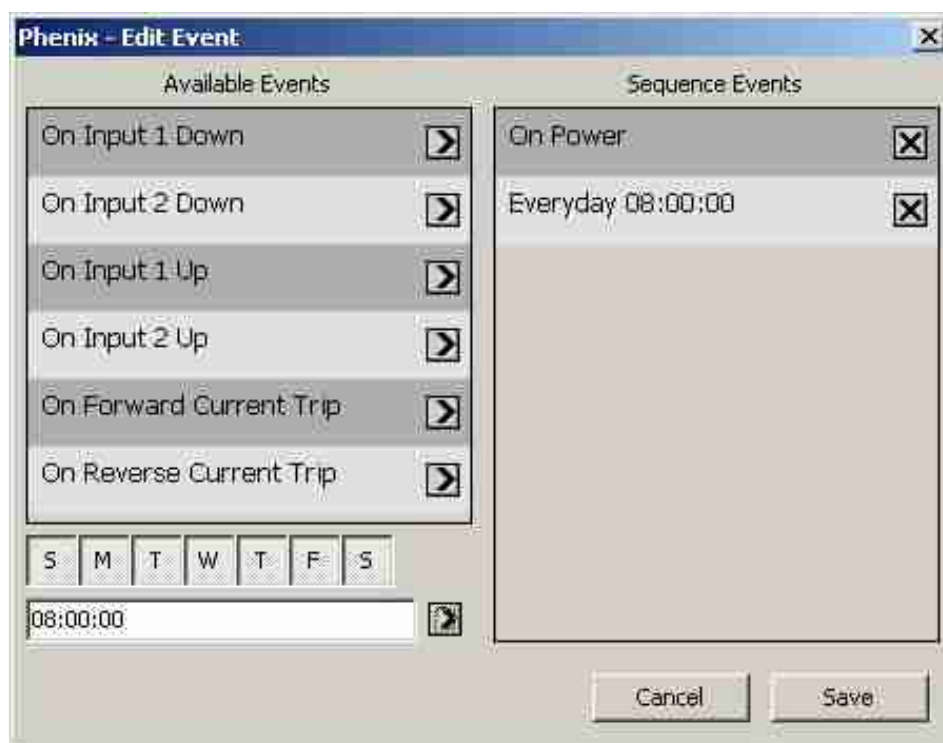 Phenix - Edit Event
Available Events
Sequence Events
On Input 1 Down
On Input 2 Down
On Input 1 Up
On Input 2 Up
On Forward Current Trip
On Reverse Current Trip
S M T W T F S
08:00:00
On Power
Everyday 08:00:00
Cancel
Save